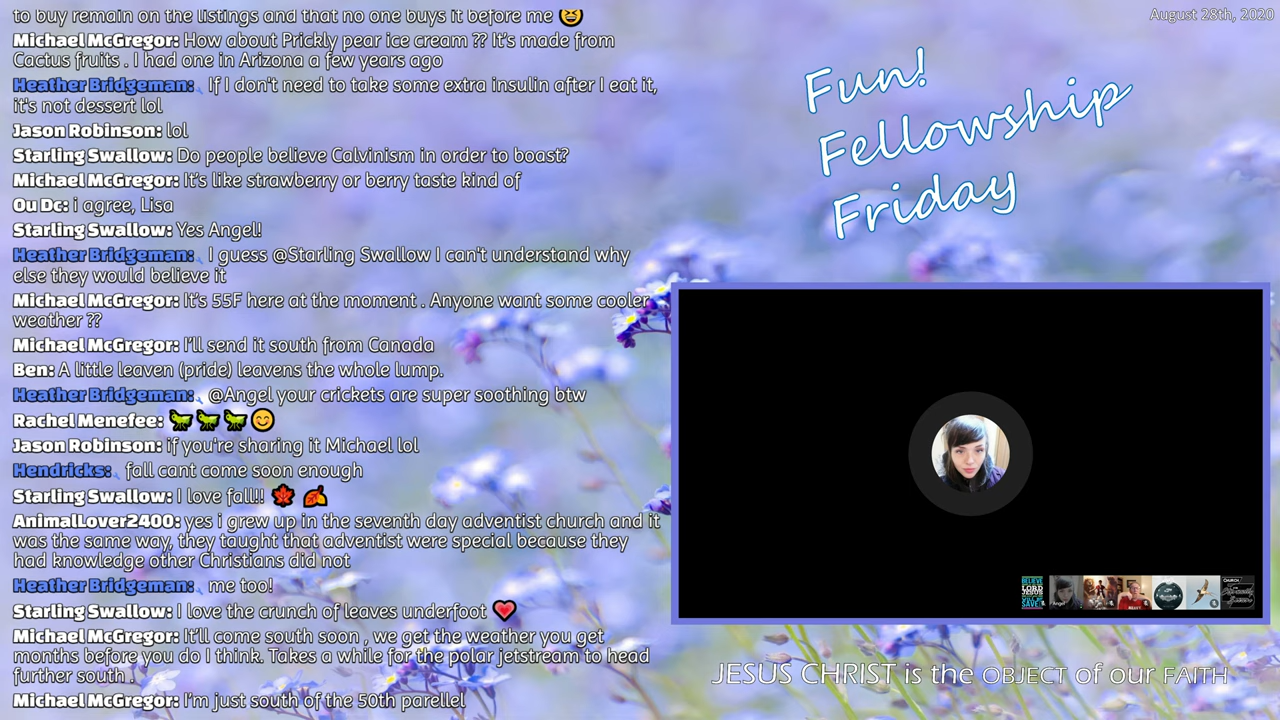 to buy remain on the listings and that no one buys it before me 😆
Michael McGregor: How about Prickly pear ice cream ?? It's made from
Cactus fruits . I had one in Arizona a few years ago
Heather Bridgeman: If I don't need to take some extra insulin after I eat it,
it's not dessert lol
Jason Robinson: lol
Starling Swallow: Do people believe Calvinism in order to boast?
Michael McGregor: It's like strawberry or berry taste kind of
Ou Dc: i agree, Lisa
Starling Swallow: Yes Angel!
Heather Bridgeman: I guess @Starling Swallow I can't understand why
else they would believe it
Michael McGregor: It's 55F here at the moment . Anyone want some cooler
weather ??
Michael McGregor: I'll send it south from Canada
Ben: A little leaven (pride) leavens the whole lump.
Heather Bridgeman: @Angel your crickets are super soothing btw
Rachel Menefee: 🦗🦗🦗😊
Jason Robinson: if you're sharing it Michael lol
Hendricks: fall cant come soon enough
Starling Swallow: I love fall!! 🍁 🍂
AnimalLover2400: yes i grew up in the seventh day adventist church and it
was the same way, they taught that adventist were special because they
had knowledge other Christians did not
Heather Bridgeman: me too!
Starling Swallow: I love the crunch of leaves underfoot ❤️
Michael McGregor: It'll come south soon , we get the weather you get
months before you do I think. Takes a while for the polar jetstream to head
further south .
Michael McGregor: I'm just south of the 50th parellel
August 28th, 2020
Fun!
Fellowship
Friday
BELIEVE
LORD
JESUS
SAVE
Angel
JESUS CHRIST is the OBJECT of our FAITH